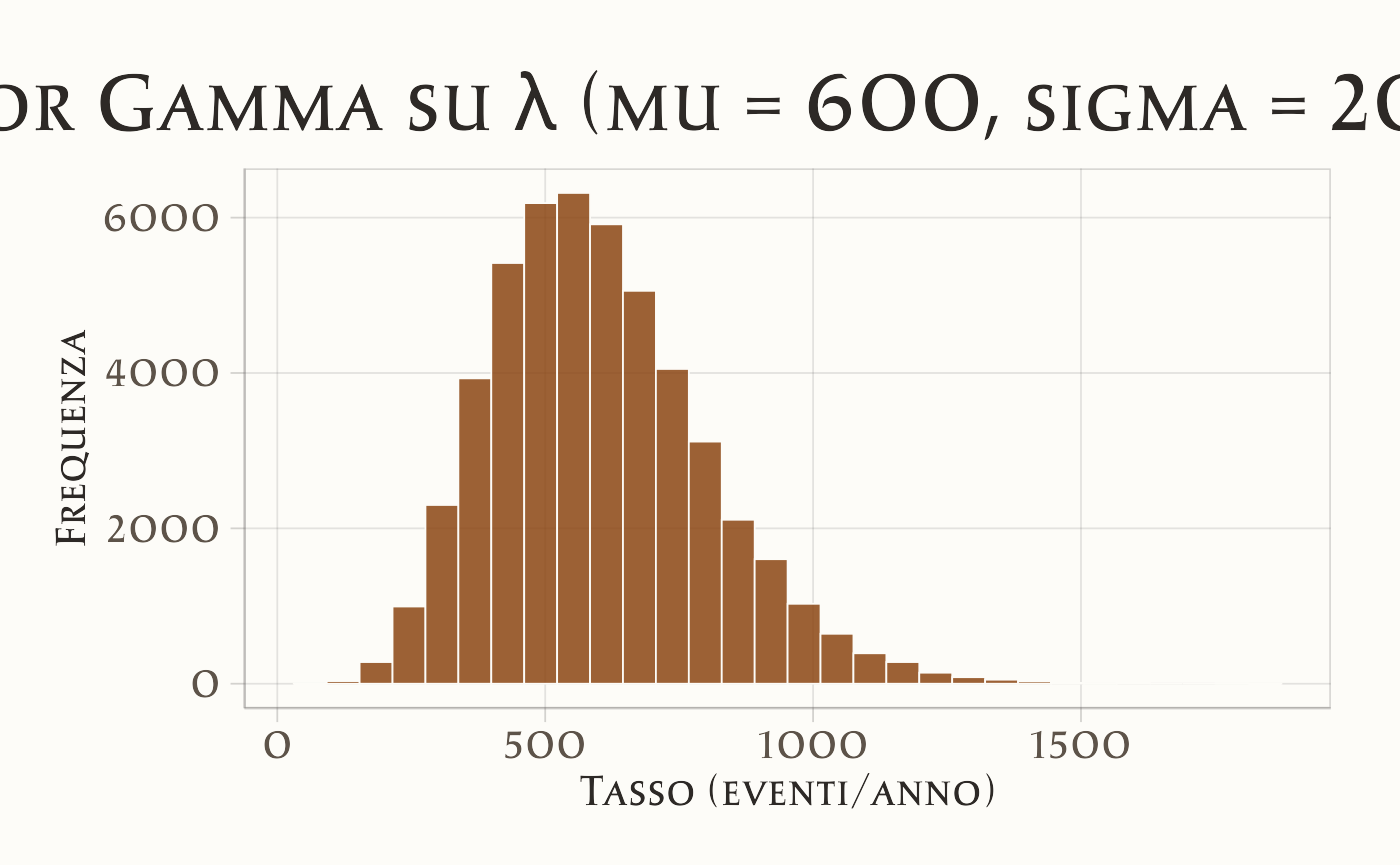 or Gamma su λ (mu = 600, sigma = 20
6000
4000
2000
0
Frequenza
0 500 1000 1500
Tasso (eventi/anno)